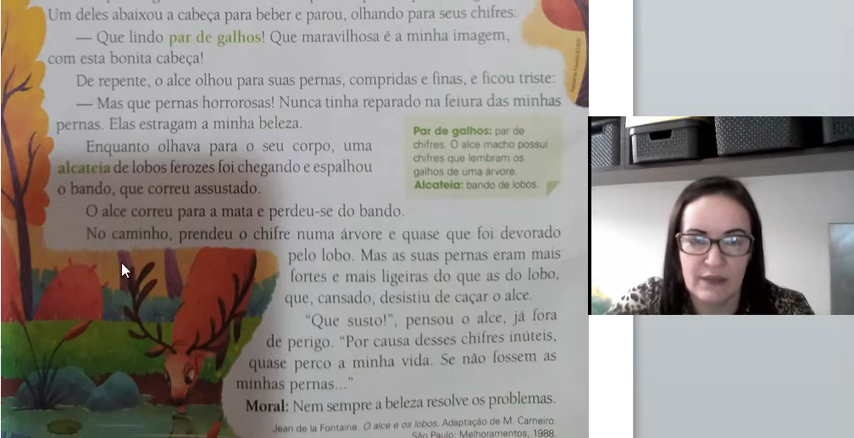 Um deles abaixou a cabeça para beber e parou, olhando para seus chifres:
— Que lindo par de galhos! Que maravilhosa é a minha imagem,
com esta bonita cabeça!
De repente, o alce olhou para suas pernas, compridas e finas, e ficou triste:
— Mas que pernas horrorosas! Nunca tinha reparado na feiura das minhas
pernas. Elas estragam a minha beleza.
Enquanto olhava para o seu corpo, uma
alcateia de lobos ferozes foi chegando e espalhou
o bando, que correu assustado.
Par de galhos: par de
chifres. O alce macho possui
chifres que lembram os
galhos de uma árvore.
Alcateia: bando de lobos.
O alce correu para a mata e perdeu-se do bando.
No caminho, prendeu o chifre numa árvore e quase que foi devorado
pelo lobo. Mas as suas pernas eram mais
fortes e mais ligeiras do que as do lobo,
que, cansado, desistiu de caçar o alce.
“Que susto!”, pensou o alce, já fora
de perigo. “Por causa desses chifres inúteis,
quase perco a minha vida. Se não fossem as
minhas pernas...”
Moral: Nem sempre a beleza resolve os problemas.
Jean de la Fontaine. O alce e os lobos. Adaptação de M. Carneiro.
São Paulo: Melhoramentos, 1988.